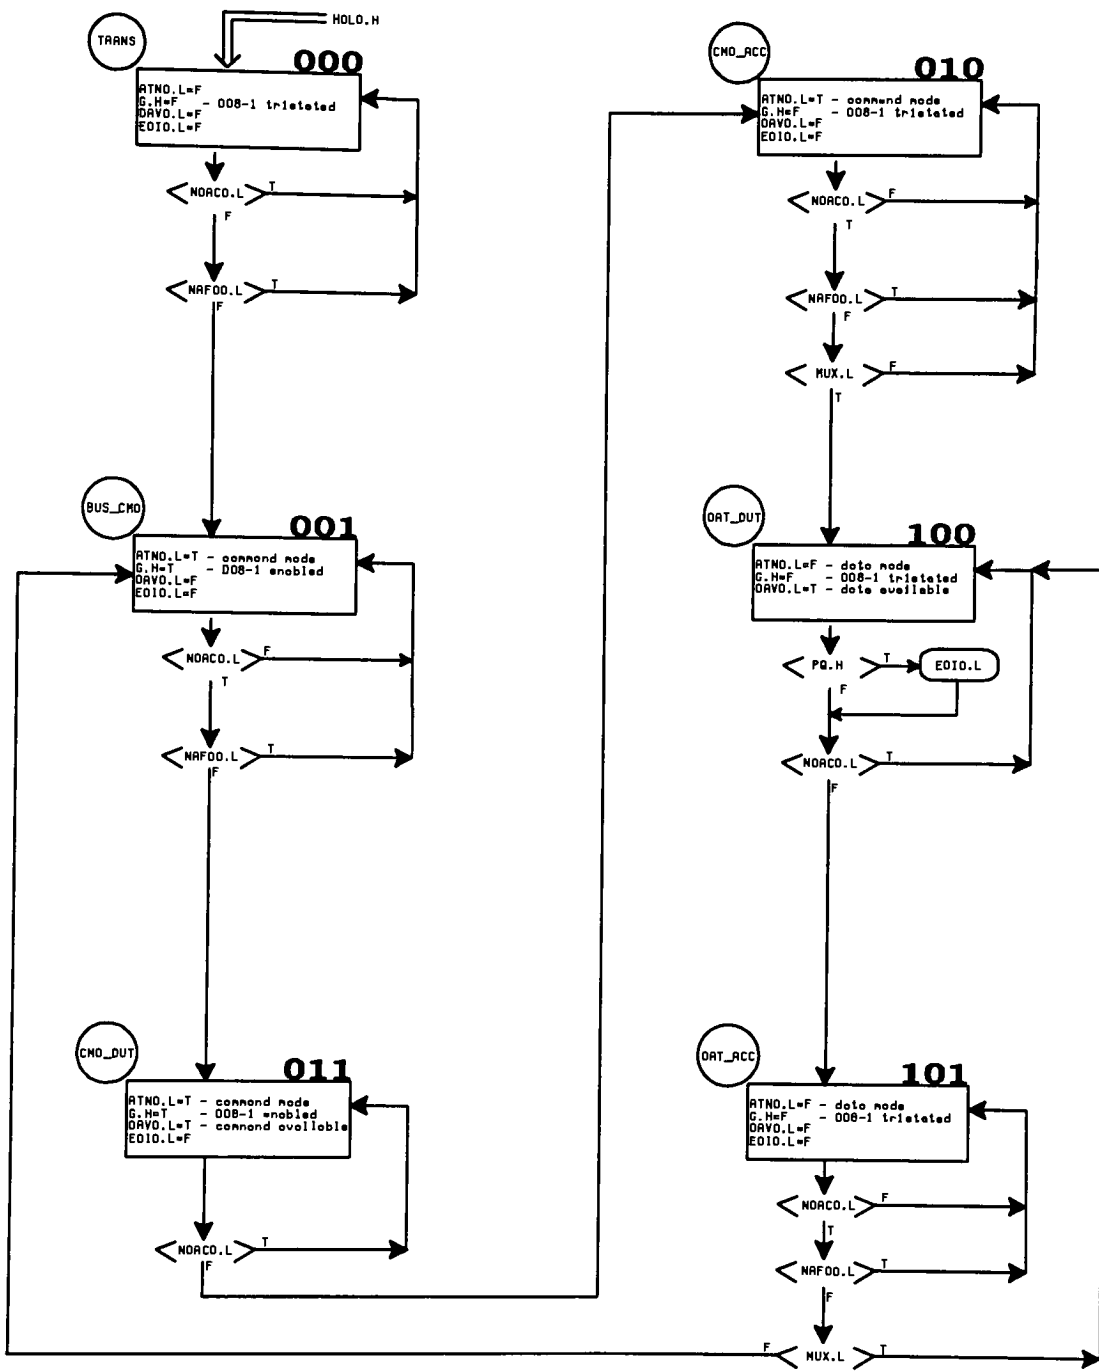 HOLD.H
TRANS
000
ATNO.L=F
G.H=F - DO8-1 tristated
DAVO.L=F
EOIO.L=F
NDACO.L
T
F
NAFDO.L
T
F
BUS_CMD
001
ATNO.L=T - command mode
G.H=T - DO8-1 enabled
DAVO.L=F
EOIO.L=F
NDACO.L
F
T
NAFDO.L
T
F
CMD_OUT
011
ATNO.L=T - command mode
G.H=T - DO8-1 enabled
DAVO.L=T - command available
EOIO.L=F
NDACO.L
T
F
CMD_ACC
010
ATNO.L=T - command mode
G.H=F - DO8-1 tristated
DAVO.L=F
EOIO.L=F
NDACO.L
F
T
NAFDO.L
T
F
MUX.L
F
T
DAT_OUT
100
ATNO.L=F - data mode
G.H=F - DO8-1 tristated
DAVO.L=T - data available
PQ.H
T
EOIO.L
F
NDACO.L
T
F
DAT_ACC
101
ATNO.L=F - data mode
G.H=F - DO8-1 tristated
DAVO.L=F
EOIO.L=F
NDACO.L
F
T
NAFDO.L
T
F
F
MUX.L
T